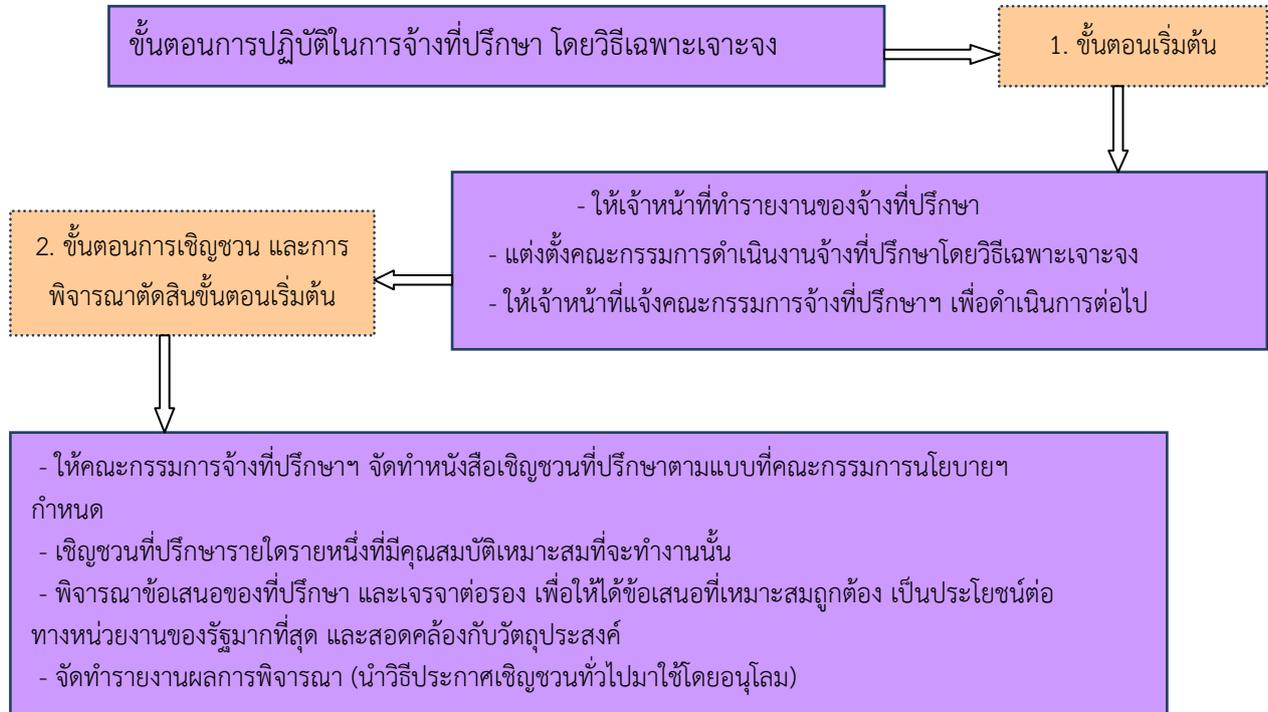 ขั้นตอนการปฏิบัติในการจ้างที่ปรึกษา โดยวิธีเฉพาะเจาะจง
1. ขั้นตอนเริ่มต้น
- ให้เจ้าหน้าที่ทำรายงานของจ้างที่ปรึกษา
- แต่งตั้งคณะกรรมการดำเนินงานจ้างที่ปรึกษาโดยวิธีเฉพาะเจาะจง
- ให้เจ้าหน้าที่แจ้งคณะกรรมการจ้างที่ปรึกษาฯ เพื่อดำเนินการต่อไป
2. ขั้นตอนการเชิญชวน และการ
พิจารณาตัดสินขั้นตอนเริ่มต้น
- ให้คณะกรรมการจ้างที่ปรึกษาฯ จัดทำหนังสือเชิญชวนที่ปรึกษาตามแบบที่คณะกรรมการนโยบายฯ
กำหนด
- เชิญชวนที่ปรึกษารายใดรายหนึ่งที่มีคุณสมบัติเหมาะสมที่จะทำงานนั้น
- พิจารณาข้อเสนอของที่ปรึกษา และเจรจาต่อรอง เพื่อให้ได้ข้อเสนอที่เหมาะสมถูกต้อง เป็นประโยชน์ต่อ
ทางหน่วยงานของรัฐมากที่สุด และสอดคล้องกับวัตถุประสงค์
- จัดทำรายงานผลการพิจารณา (นำวิธีประกาศเชิญชวนทั่วไปมาใช้โดยอนุโลม)